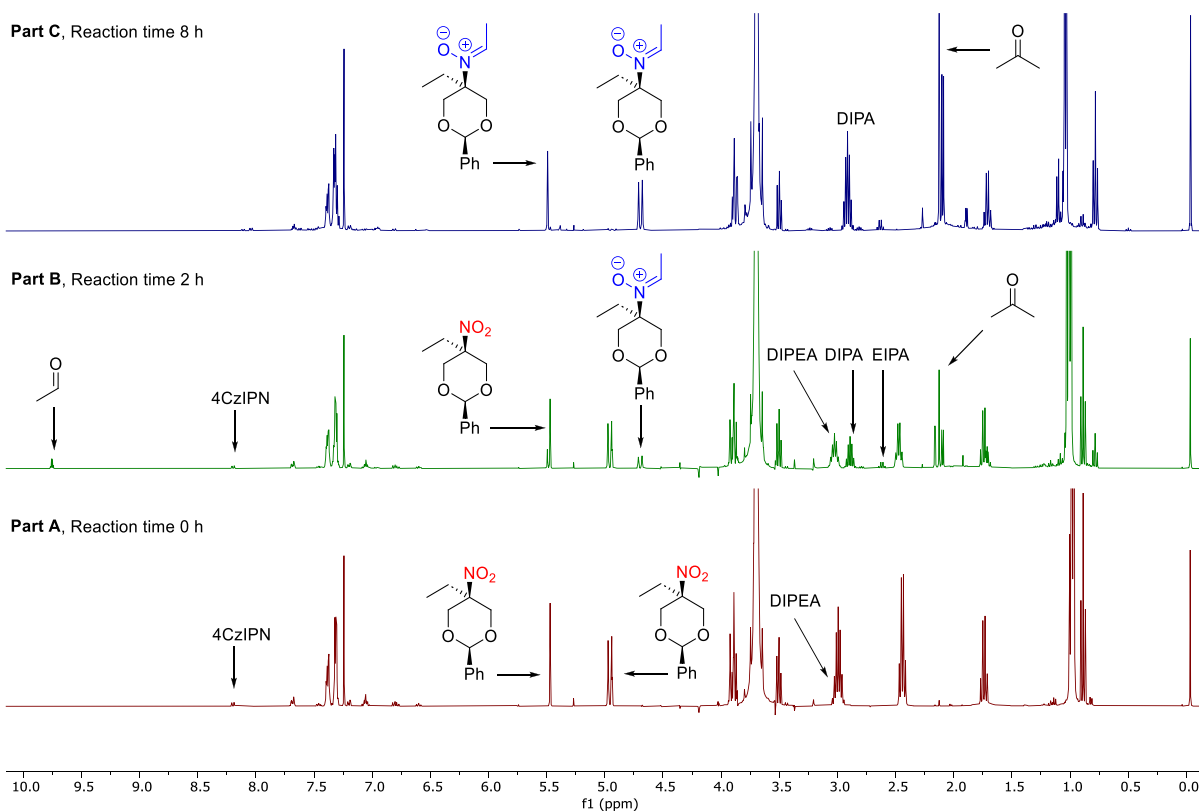 Part C, Reaction time 8 h
⊖
O
⊕
N
O O
Ph
⊖
O
⊕
N
O O
Ph
DIPA
O
Part B, Reaction time 2 h
O
4CzIPN
NO₂
O O
Ph
⊖
O
⊕
N
O O
Ph
DIPEA DIPA EIPA
O
Part A, Reaction time 0 h
4CzIPN
NO₂
O O
Ph
NO₂
O O
Ph
DIPEA
10.0 9.5 9.0 8.5 8.0 7.5 7.0 6.5 6.0 5.5 5.0 4.5 4.0 3.5 3.0 2.5 2.0 1.5 1.0 0.5 0.0
f1 (ppm)